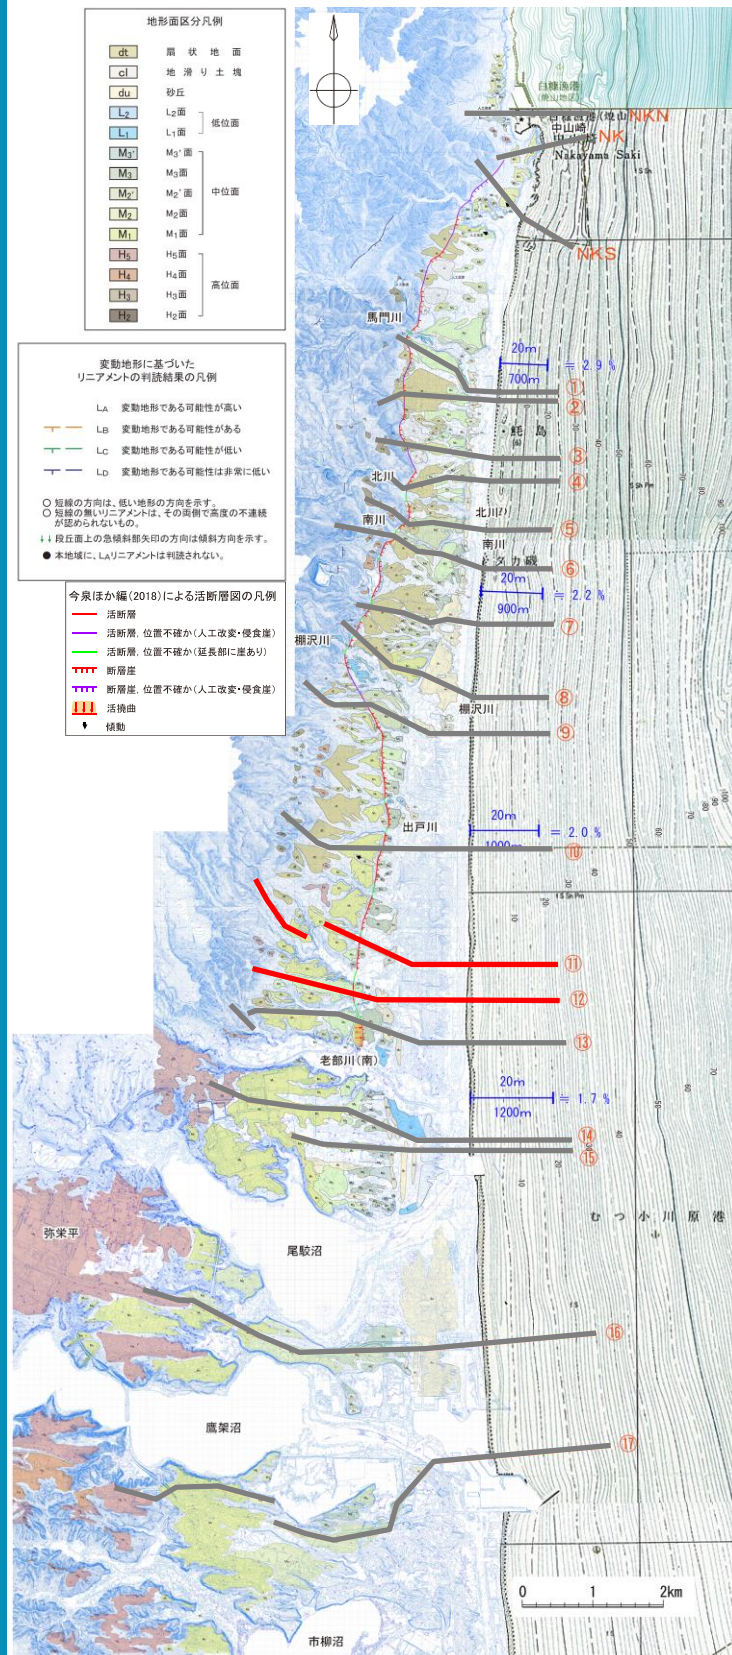 地形面区分凡例
dt 扇状地面
cl 地滑り土塊
du 砂丘
L2 L2面
L1 L1面
低位面
M3' M3'面
M3 M3面
M2' M2'面
M2 M2面
M1 M1面
中位面
H5 H5面
H4 H4面
H3 H3面
H2 H2面
高位面
変動地形に基づいた
リニアメントの判読結果の凡例
LA 変動地形である可能性が高い
LB 変動地形である可能性がある
LC 変動地形である可能性が低い
LD 変動地形である可能性は非常に低い
○ 短線の方向は、低い地形の方向を示す。
○ 短線の無いリニアメントは、その両側で高度の不連続
が認められないもの。
↓↓ 段丘面上の急傾斜部矢印の方向は傾斜方向を示す。
● 本地域に、LAリニアメントは判読されない。
今泉ほか編(2018)による活断層図の凡例
活断層
活断層, 位置不確か(人工改変・侵食崖)
活断層, 位置不確か(延長部に崖あり)
断層崖
断層崖, 位置不確か(人工改変・侵食崖)
活撓曲
傾動
白糠漁港
(焼山地区)
NKN
中山崎
NK
Nakayama Saki
NKS
馬門川
20m
700m
≒ 2.9 %
①
②
③
北川
④
北川
南川
⑤
南川
タカ磯
⑥
20m
900m
≒ 2.2 %
⑦
棚沢川
⑧
棚沢川
⑨
出戸川
20m
1000m
= 2.0 %
⑩
⑪
⑫
⑬
老部川(南)
20m
1200m
≒ 1.7 %
⑭
⑮
むつ小川原港
弥栄平
尾駮沼
⑯
鷹架沼
⑰
0 1 2km
市柳沼